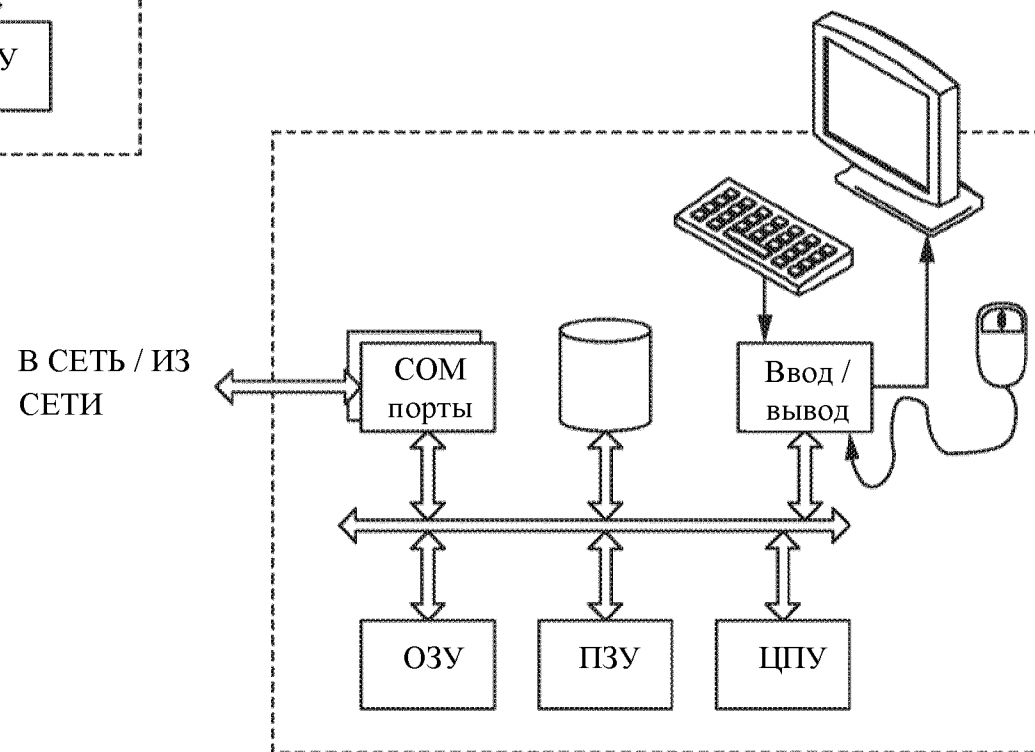 У
В СЕТЬ / ИЗ
СЕТИ
COM
порты
Ввод /
вывод
ОЗУ
ПЗУ
ЦПУ